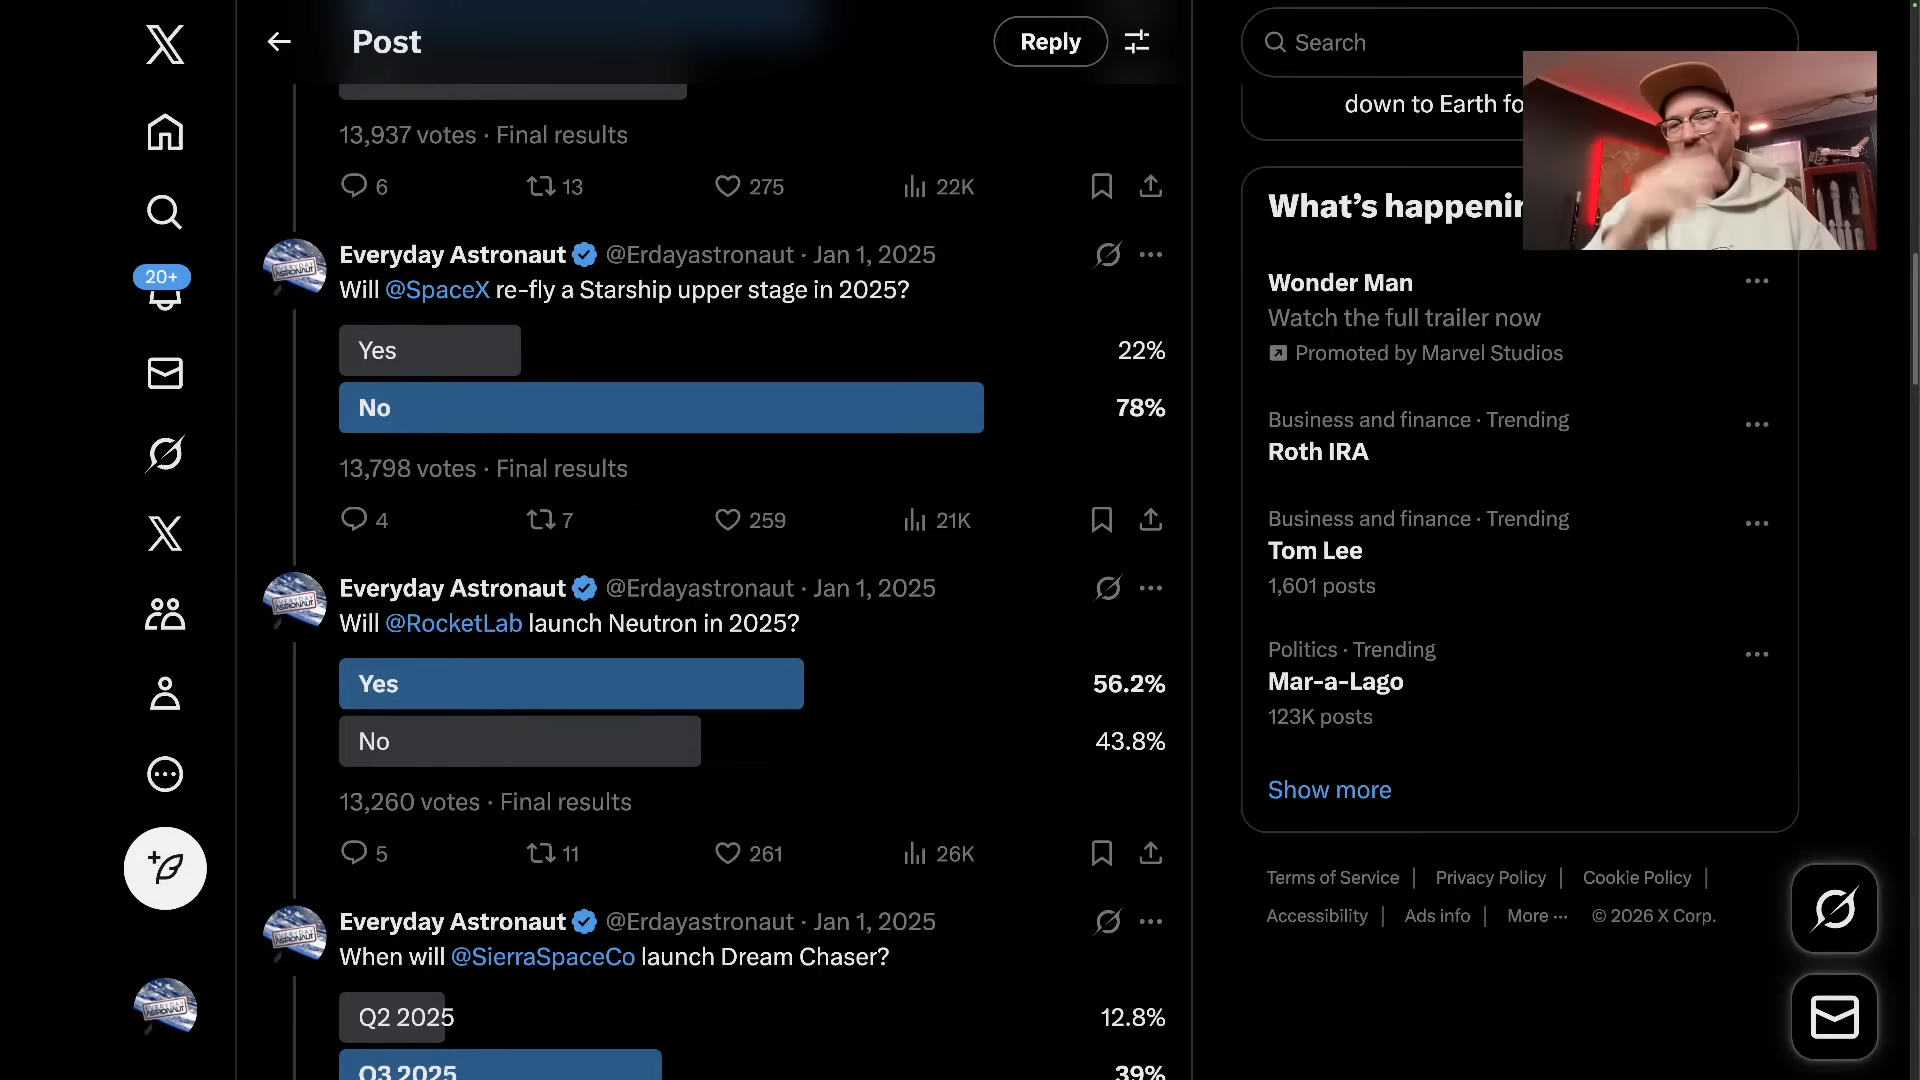 Post
Reply
Search
down to Earth fo
13,937 votes · Final results
6 13 275 22K
What's happenin
20+
Everyday Astronaut @Erdayastronaut · Jan 1, 2025
Will @SpaceX re-fly a Starship upper stage in 2025?
Yes 22%
No 78%
13,798 votes · Final results
4 7 259 21K
Everyday Astronaut @Erdayastronaut · Jan 1, 2025
Will @RocketLab launch Neutron in 2025?
Yes 56.2%
No 43.8%
13,260 votes · Final results
5 11 261 26K
Everyday Astronaut @Erdayastronaut · Jan 1, 2025
When will @SierraSpaceCo launch Dream Chaser?
Q2 2025 12.8%
Q3 2025 39%
Wonder Man
Watch the full trailer now
Promoted by Marvel Studios
Business and finance · Trending
Roth IRA
Business and finance · Trending
Tom Lee
1,601 posts
Politics · Trending
Mar-a-Lago
123K posts
Show more
Terms of Service | Privacy Policy | Cookie Policy |
Accessibility | Ads info | More ··· © 2026 X Corp.